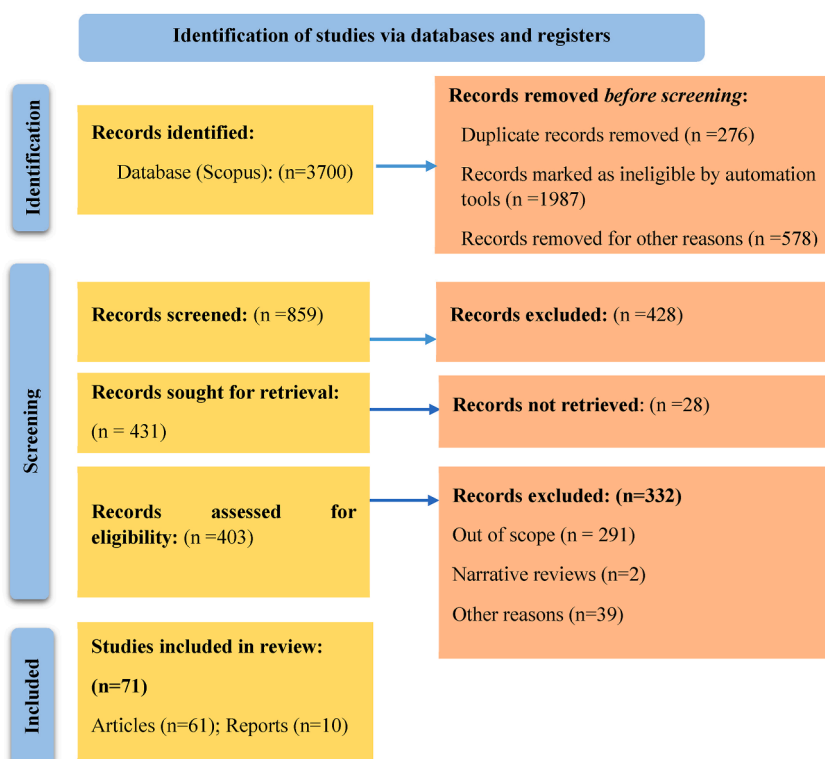 Identification of studies via databases and registers
Identification
Records identified:
Database (Scopus): (n=3700)
Records removed before screening:
Duplicate records removed (n =276)
Records marked as ineligible by automation
tools (n =1987)
Records removed for other reasons (n =578)
Screening
Records screened: (n =859)
Records excluded: (n =428)
Records sought for retrieval:
(n = 431)
Records not retrieved: (n =28)
Records assessed for
eligibility: (n =403)
Records excluded: (n=332)
Out of scope (n = 291)
Narrative reviews (n=2)
Other reasons (n=39)
Included
Studies included in review:
(n=71)
Articles (n=61); Reports (n=10)